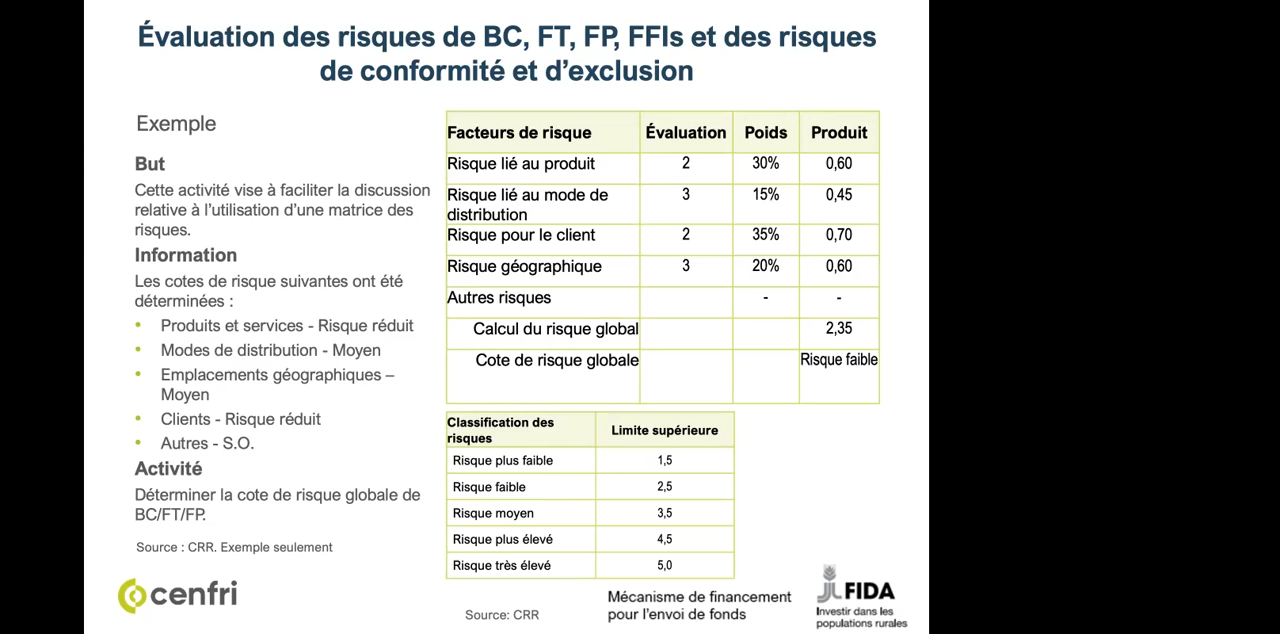 Évaluation des risques de BC, FT, FP, FFIs et des risques
de conformité et d'exclusion
Exemple
But
Cette activité vise à faciliter la discussion
relative à l'utilisation d'une matrice des
risques.
Information
Les cotes de risque suivantes ont été
déterminées :
• Produits et services - Risque réduit
• Modes de distribution - Moyen
• Emplacements géographiques –
Moyen
• Clients - Risque réduit
• Autres - S.O.
Activité
Déterminer la cote de risque globale de
BC/FT/FP.
Source : CRR. Exemple seulement
Facteurs de risque Évaluation Poids Produit
Risque lié au produit 2 30% 0,60
Risque lié au mode de 3 15% 0,45
distribution
Risque pour le client 2 35% 0,70
Risque géographique 3 20% 0,60
Autres risques - -
Calcul du risque global 2,35
Cote de risque globale Risque faible
Classification des
risques Limite supérieure
Risque plus faible 1,5
Risque faible 2,5
Risque moyen 3,5
Risque plus élevé 4,5
Risque très élevé 5,0
cenfri
Source: CRR
Mécanisme de financement
pour l'envoi de fonds
FIDA
Investir dans les
populations rurales